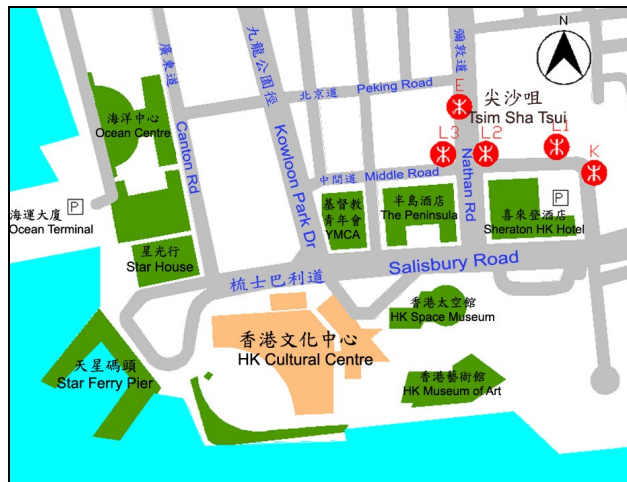 N
彌敦道
九龍公園徑
廣東道
北京道 Peking Road
E
尖沙咀
Tsim Sha Tsui
海洋中心
Ocean Centre
Canton Rd
Kowloon Park Dr
L3
L2
L1
K
Nathan Rd
中間道 Middle Road
P
海運大廈
Ocean Terminal
基督教
青年會
YMCA
半島酒店
The Peninsula
P
喜來登酒店
Sheraton HK Hotel
星光行
Star House
梳士巴利道
Salisbury Road
香港太空館
HK Space Museum
香港文化中心
HK Cultural Centre
天星碼頭
Star Ferry Pier
香港藝術館
HK Museum of Art